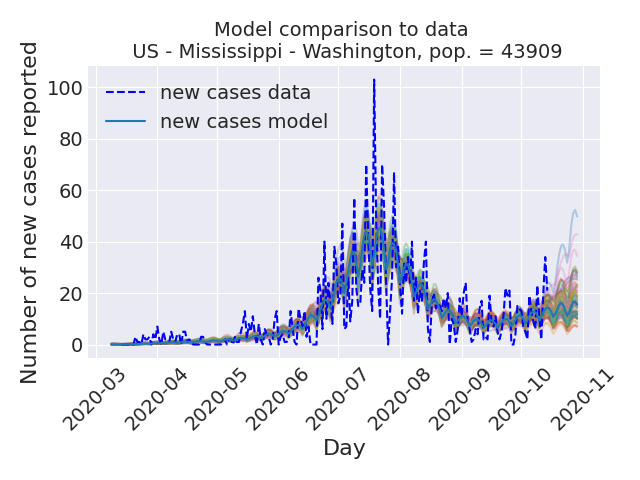 Model comparison to data
US - Mississippi - Washington, pop. = 43909
Number of new cases reported
100
80
60
40
20
0
new cases data
new cases model
2020-03
2020-04
2020-05
2020-06
2020-07
2020-08
2020-09
2020-10
2020-11
Day